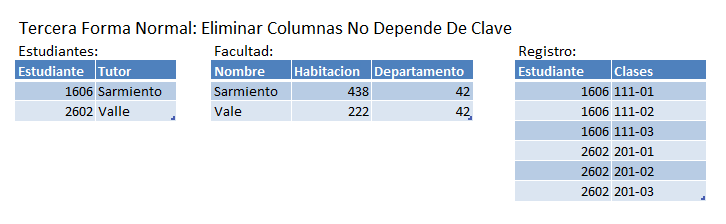 Tercera Forma Normal: Eliminar Columnas No Depende De Clave
Estudiantes:
Estudiante Tutor
1606 Sarmiento
2602 Valle
Facultad:
Nombre Habitacion Departamento
Sarmiento 438 42
Vale 222 42
Registro:
Estudiante Clases
1606 111-01
1606 111-02
1606 111-03
2602 201-01
2602 201-02
2602 201-03